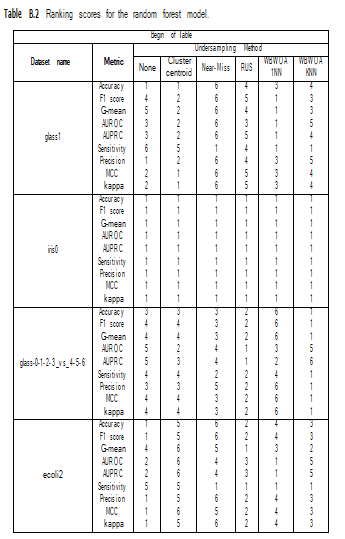 Table B.2 Ranking scores for the random forest model.
Begin of Table
Dataset name Metric Undersampling Method
None Cluster centroid Near-Miss RUS WBWOA 1NN WBWOA KNN
glass1
Accuracy 1 1 6 4 3 4
F1 score 4 2 6 5 1 3
G-mean 5 2 6 4 1 3
AUROC 3 2 6 3 1 5
AUPRC 3 2 6 5 1 4
Sensitivity 6 5 1 4 1 1
Precision 1 2 6 4 3 5
MCC 2 1 6 5 3 4
kappa 2 1 6 5 3 4
iris0
Accuracy 1 1 1 1 1 1
F1 score 1 1 1 1 1 1
G-mean 1 1 1 1 1 1
AUROC 1 1 1 1 1 1
AUPRC 1 1 1 1 1 1
Sensitivity 1 1 1 1 1 1
Precision 1 1 1 1 1 1
MCC 1 1 1 1 1 1
kappa 1 1 1 1 1 1
glass-0-1-2-3_vs_4-5-6
Accuracy 3 3 3 2 6 1
F1 score 4 4 3 2 6 1
G-mean 4 4 3 2 6 1
AUROC 5 2 4 1 3 5
AUPRC 5 3 4 1 2 6
Sensitivity 4 4 2 2 4 1
Precision 3 3 5 2 6 1
MCC 4 4 3 2 6 1
kappa 4 4 3 2 6 1
ecoli2
Accuracy 1 5 6 2 4 3
F1 score 1 5 6 2 4 3
G-mean 4 6 5 1 3 2
AUROC 2 6 4 3 1 5
AUPRC 2 6 4 3 1 5
Sensitivity 5 5 1 1 1 1
Precision 1 5 6 2 4 3
MCC 1 6 5 2 4 3
kappa 1 5 6 2 4 3